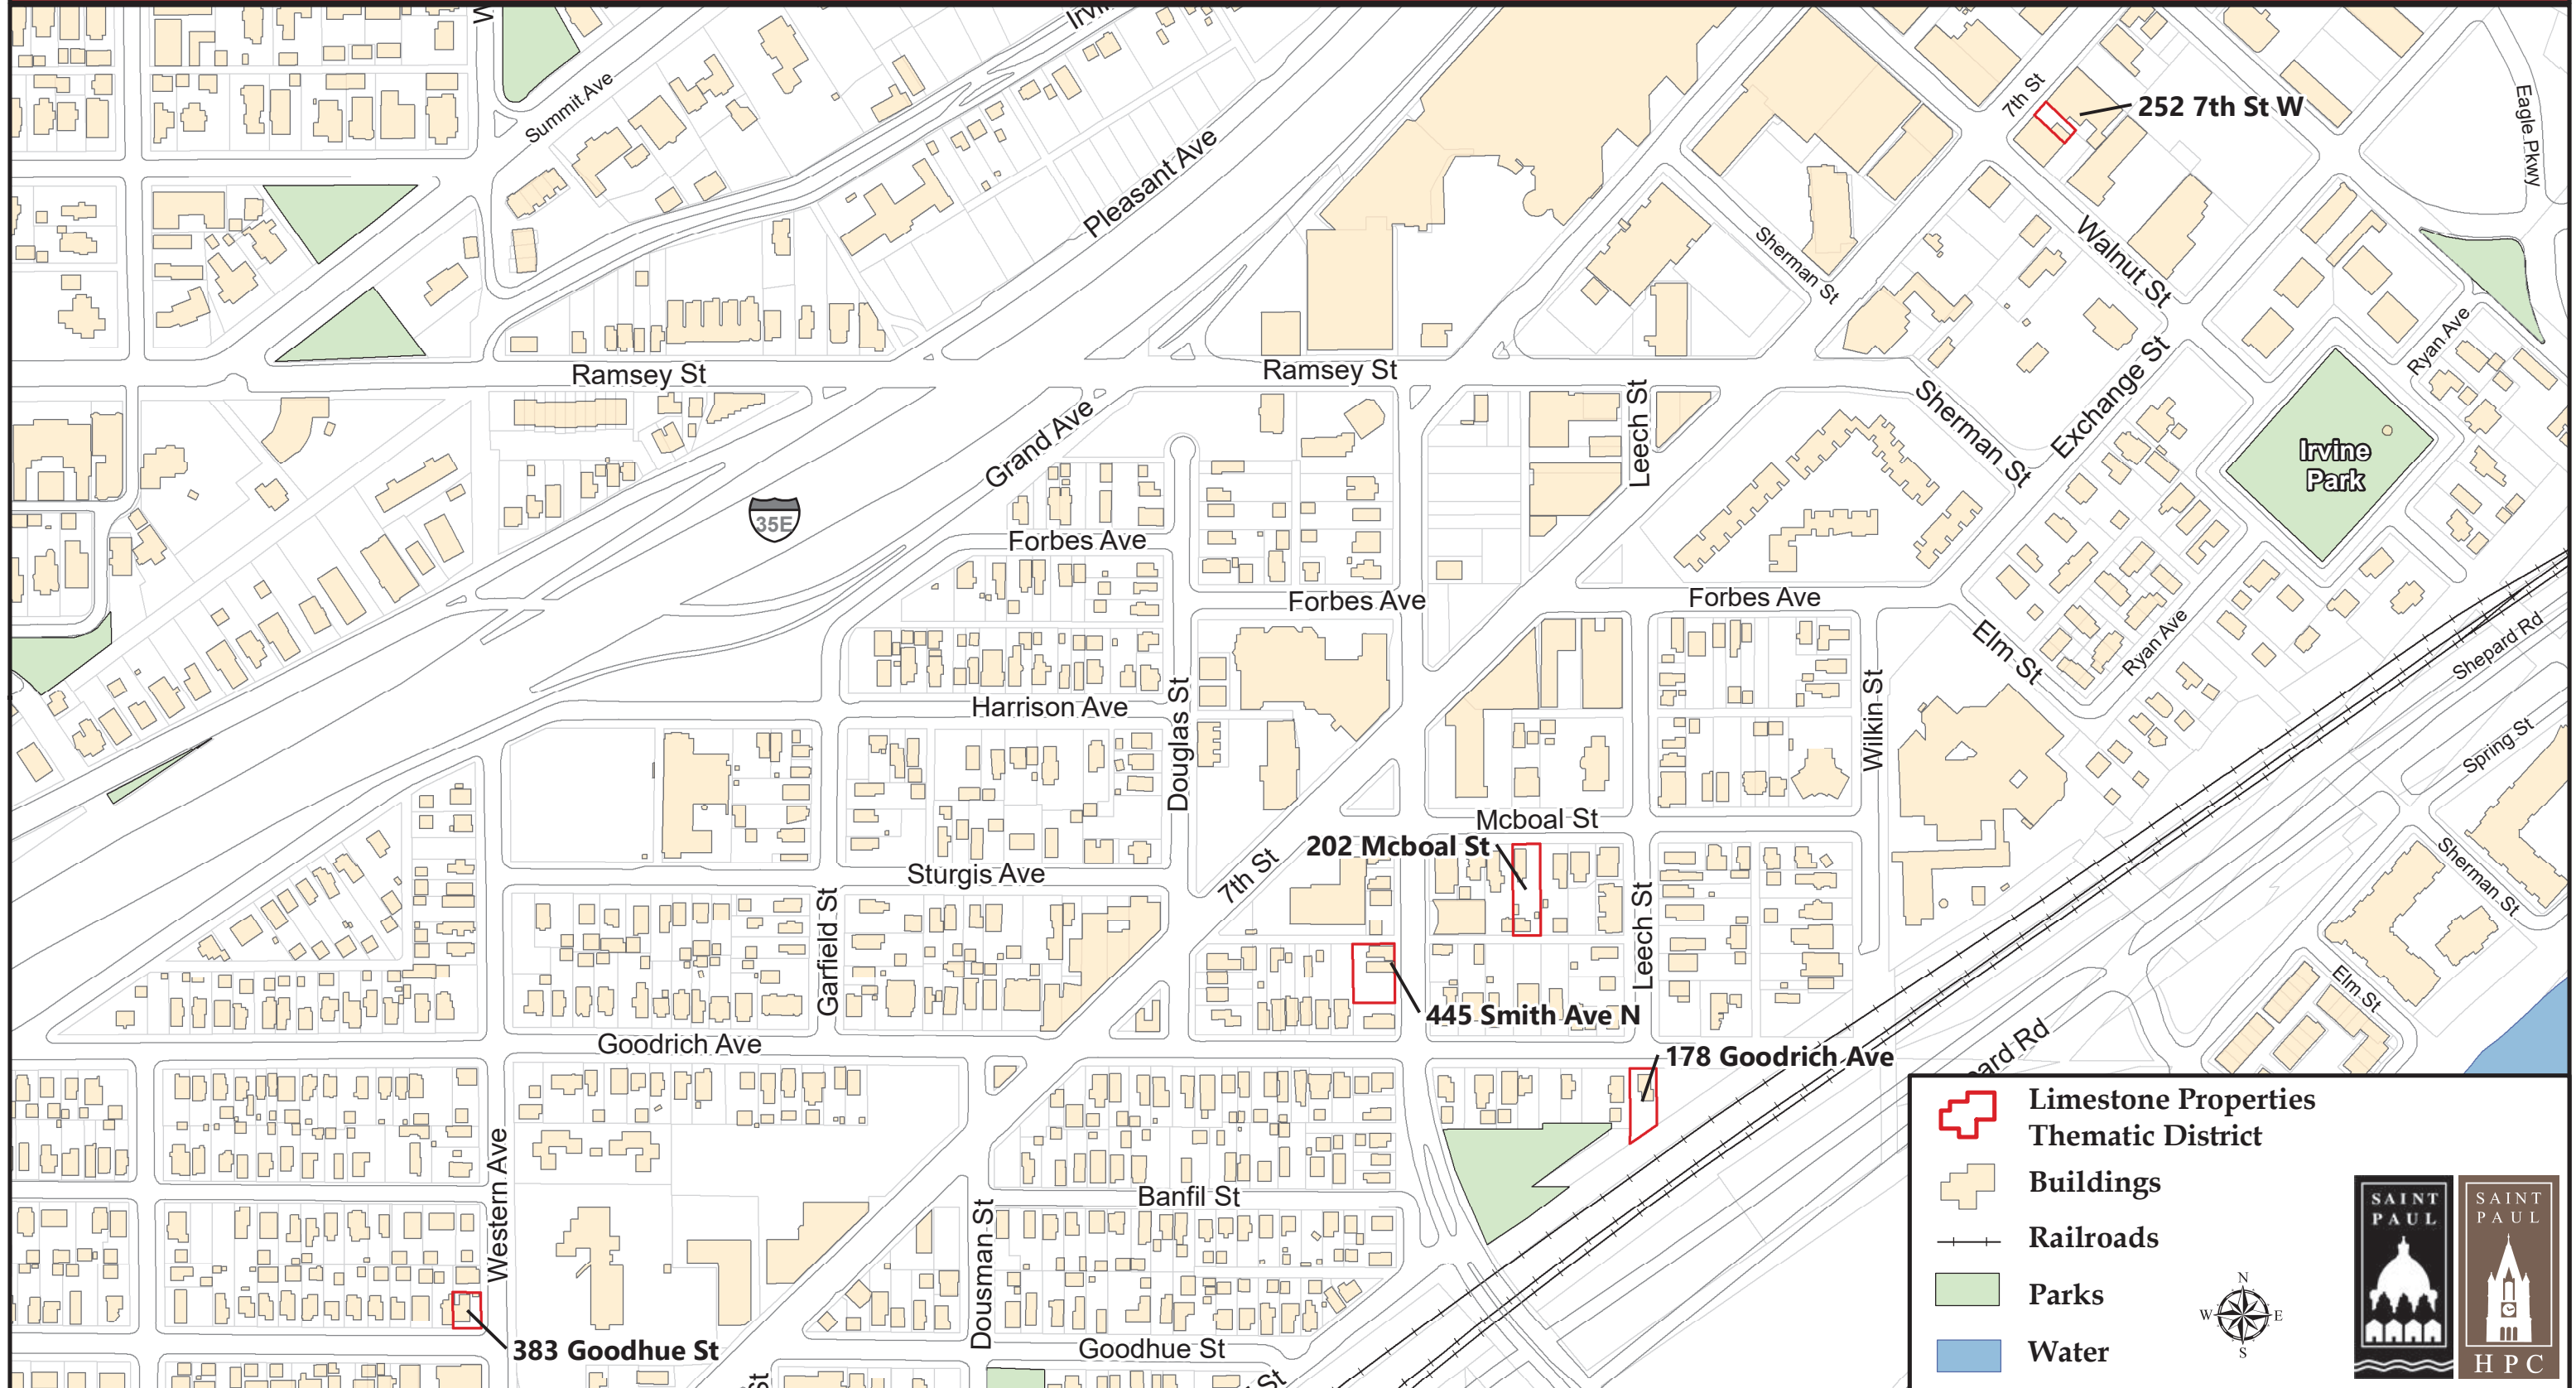 W
Summit Ave
Irvin
Pleasant Ave
7th St
252 7th St W
Eagle Pkwy
Sherman St
Walnut St
Ramsey St
Ramsey St
Ryan Ave
Grand Ave
Leech St
Sherman St
Exchange St
Irvine
Park
35E
Forbes Ave
Forbes Ave
Forbes Ave
Elm St
Ryan Ave
Shepard Rd
Harrison Ave
Douglas St
Wilkin St
Spring St
Mcboal St
202 Mcboal St
7th St
Sturgis Ave
Sherman St
Garfield St
Leech St
Elm St
445 Smith Ave N
Goodrich Ave
178 Goodrich Ave
pard Rd
Western Ave
Banfil St
Dousman St
Goodhue St
383 Goodhue St
St
St
Limestone Properties
Thematic District
Buildings
Railroads
Parks
Water
N
W E
S
SAINT
PAUL
SAINT
PAUL
HPC